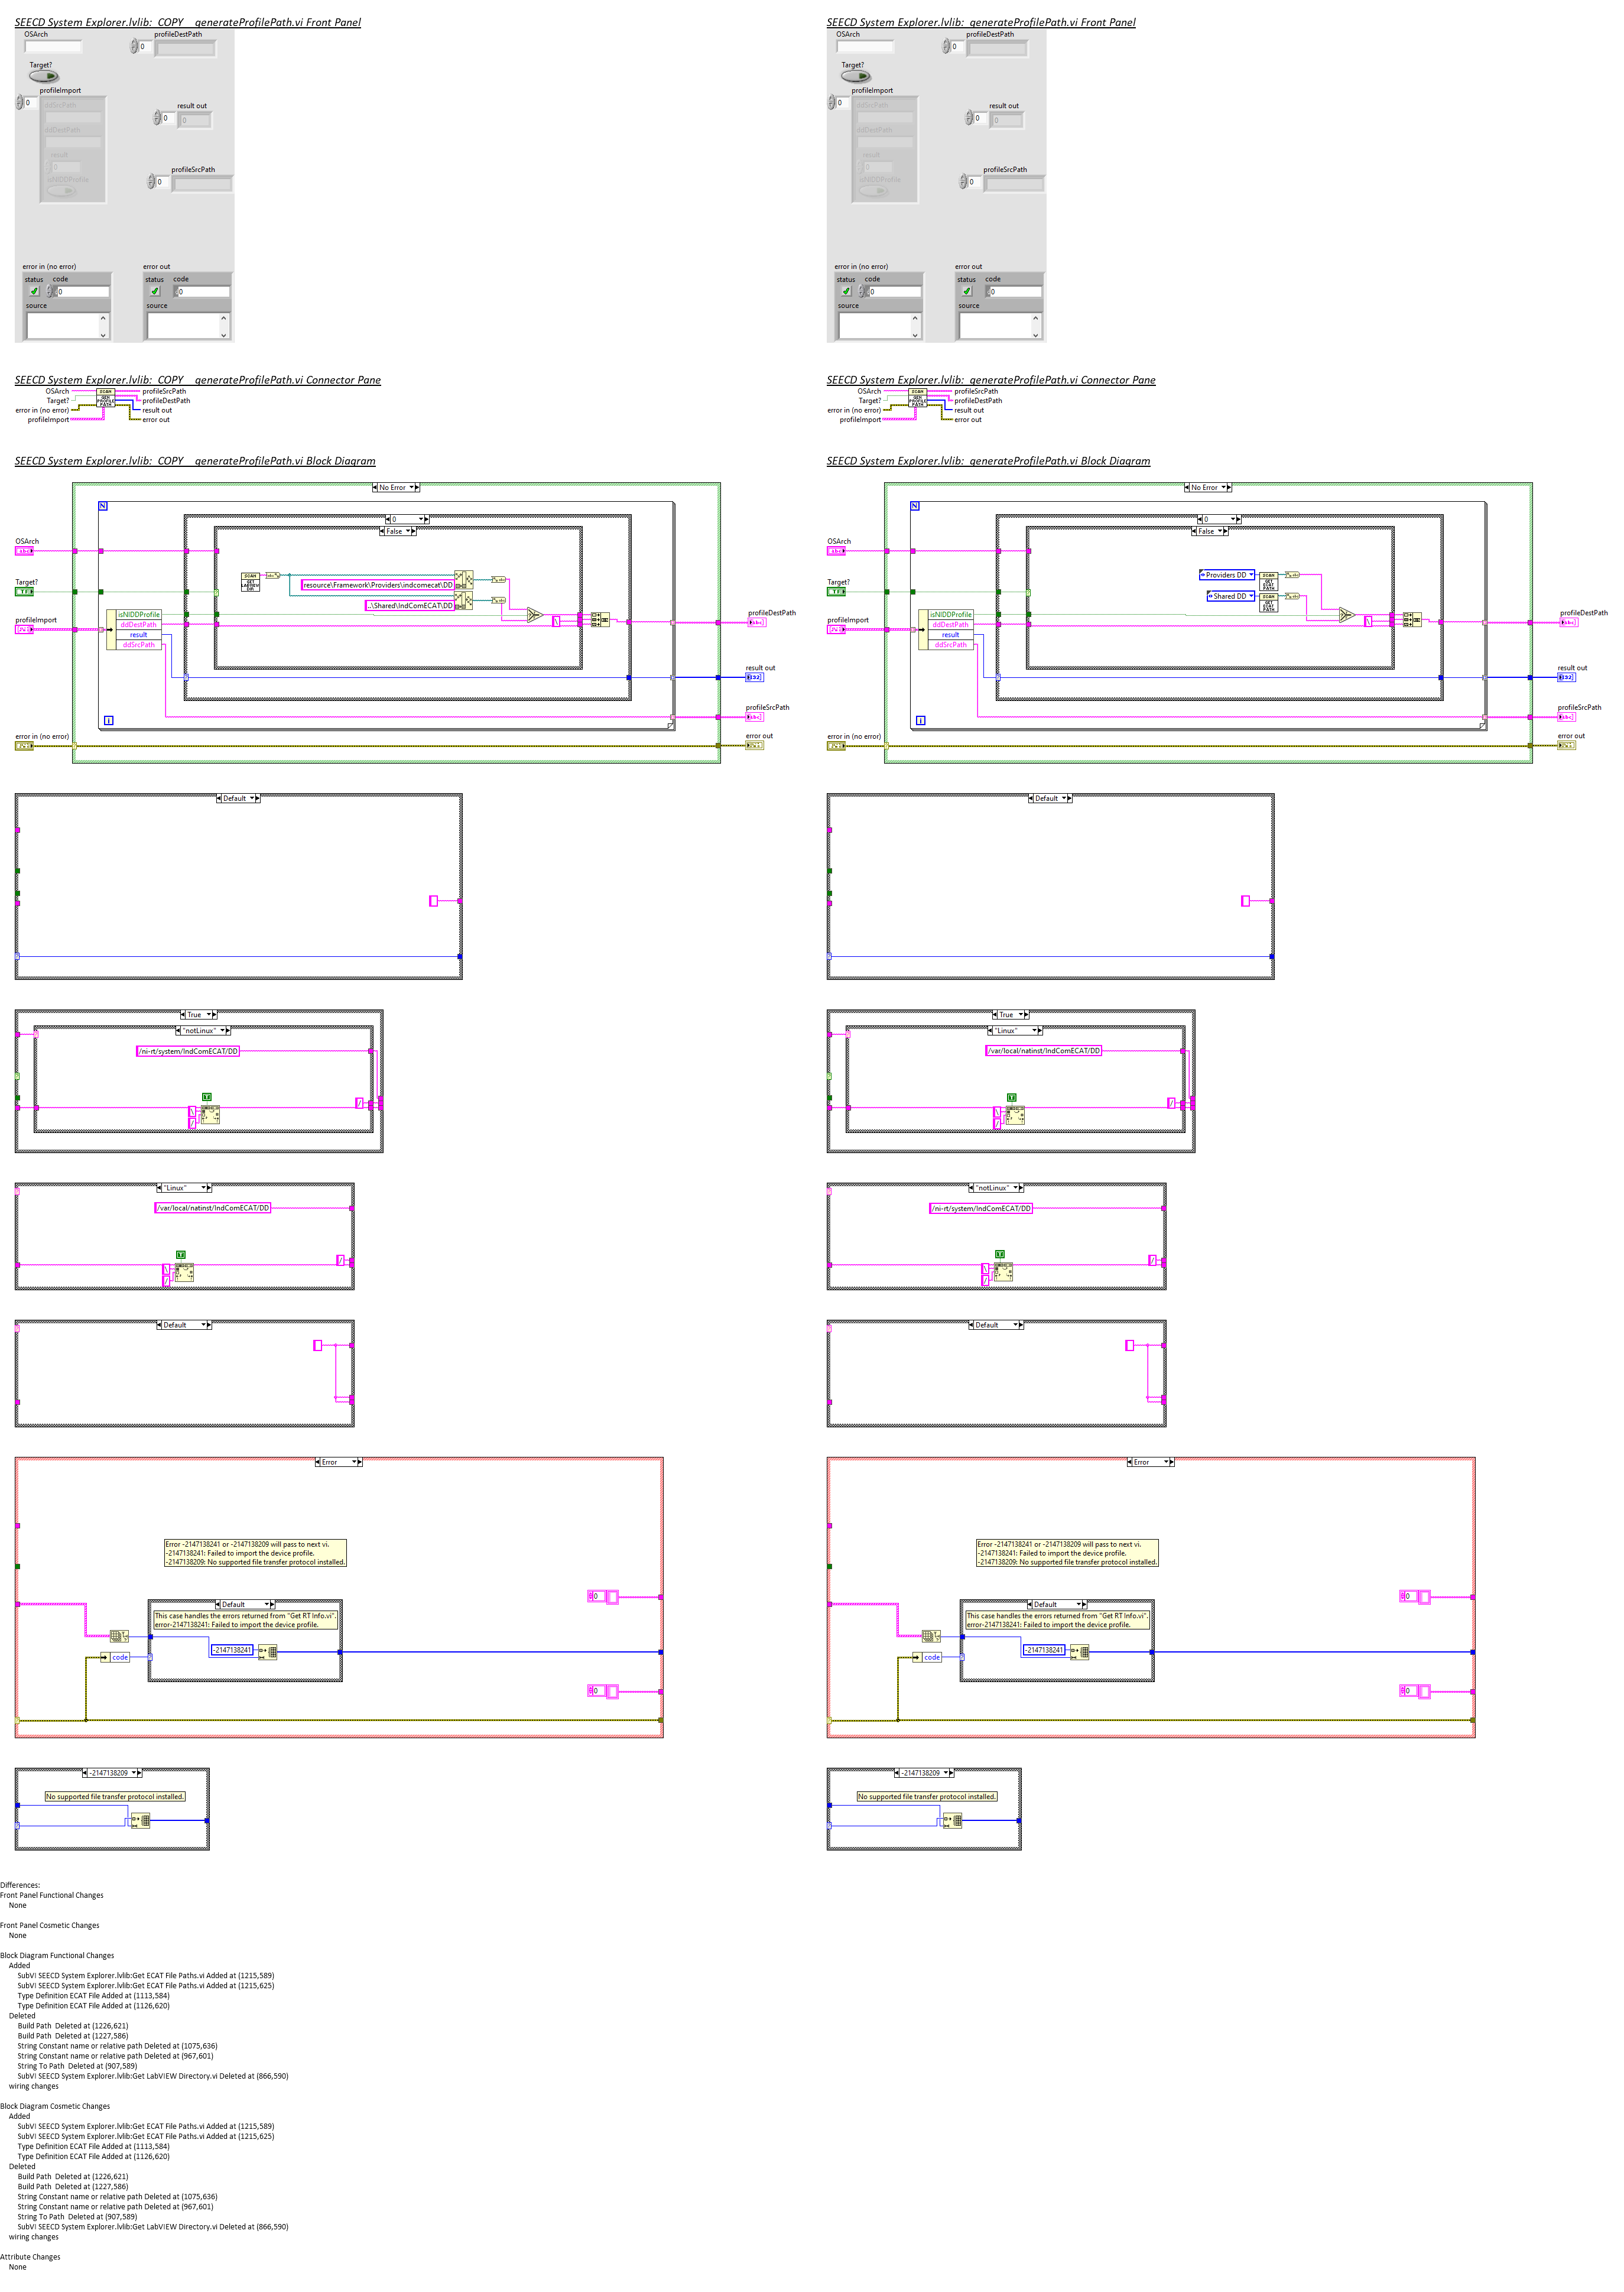 SEECD System Explorer.lvlib:_COPY__generateProfilePath.vi Front Panel
OSArch
profileDestPath
0
Target?
profileImport
0
ddSrcPath
ddDestPath
result
0
isNIDDProfile
result out
0
0
profileSrcPath
0
error in (no error)
status code
0
source
error out
status code
0
source
SEECD System Explorer.lvlib:_generateProfilePath.vi Front Panel
OSArch
profileDestPath
0
Target?
profileImport
0
ddSrcPath
ddDestPath
result
0
isNIDDProfile
result out
0
0
profileSrcPath
0
error in (no error)
status code
0
source
error out
status code
0
source
SEECD System Explorer.lvlib:_COPY__generateProfilePath.vi Connector Pane
OSArch
Target?
error in (no error)
profileImport
SCAN
GEN
PROFILE
PATH
profileSrcPath
profileDestPath
result out
error out
SEECD System Explorer.lvlib:_generateProfilePath.vi Connector Pane
OSArch
Target?
error in (no error)
profileImport
SCAN
GEN
PROFILE
PATH
profileSrcPath
profileDestPath
result out
error out
SEECD System Explorer.lvlib:_COPY__generateProfilePath.vi Block Diagram
No Error
N
0
False
OSArch
Target?
profileImport
error in (no error)
SCAN
GET
LABVIEW
DIR
resource\Framework\Providers\indcomecat\DD
..\Shared\IndComECAT\DD
isNIDDProfile
ddDestPath
result
ddSrcPath
\
i
profileDestPath
result out
profileSrcPath
error out
SEECD System Explorer.lvlib:_generateProfilePath.vi Block Diagram
No Error
N
0
False
OSArch
Target?
profileImport
error in (no error)
Providers DD
SCAN
GET
ECAT
PATH
Shared DD
SCAN
GET
ECAT
PATH
isNIDDProfile
ddDestPath
result
ddSrcPath
\
i
profileDestPath
result out
profileSrcPath
error out
Default
Default
True
"notLinux"
/ni-rt/system/IndComECAT/DD
\
/
/
True
"Linux"
/var/local/natinst/IndComECAT/DD
\
/
/
"Linux"
/var/local/natinst/IndComECAT/DD
\
/
/
"notLinux"
/ni-rt/system/IndComECAT/DD
\
/
/
Default
Default
Error
Error -2147138241 or -2147138209 will pass to next vi.
-2147138241: Failed to import the device profile.
-2147138209: No supported file transfer protocol installed.
0
Default
This case handles the errors returned from "Get RT Info.vi".
error-2147138241: Failed to import the device profile.
-2147138241
code
0
Error
Error -2147138241 or -2147138209 will pass to next vi.
-2147138241: Failed to import the device profile.
-2147138209: No supported file transfer protocol installed.
0
Default
This case handles the errors returned from "Get RT Info.vi".
error-2147138241: Failed to import the device profile.
-2147138241
code
0
-2147138209
No supported file transfer protocol installed.
-2147138209
No supported file transfer protocol installed.
Differences:
Front Panel Functional Changes
None
Front Panel Cosmetic Changes
None
Block Diagram Functional Changes
Added
SubVI SEECD System Explorer.lvlib:Get ECAT File Paths.vi Added at (1215,589)
SubVI SEECD System Explorer.lvlib:Get ECAT File Paths.vi Added at (1215,625)
Type Definition ECAT File Added at (1113,584)
Type Definition ECAT File Added at (1126,620)
Deleted
Build Path  Deleted at (1226,621)
Build Path  Deleted at (1227,586)
String Constant name or relative path Deleted at (1075,636)
String Constant name or relative path Deleted at (967,601)
String To Path  Deleted at (907,589)
SubVI SEECD System Explorer.lvlib:Get LabVIEW Directory.vi Deleted at (866,590)
wiring changes
Block Diagram Cosmetic Changes
Added
SubVI SEECD System Explorer.lvlib:Get ECAT File Paths.vi Added at (1215,589)
SubVI SEECD System Explorer.lvlib:Get ECAT File Paths.vi Added at (1215,625)
Type Definition ECAT File Added at (1113,584)
Type Definition ECAT File Added at (1126,620)
Deleted
Build Path  Deleted at (1226,621)
Build Path  Deleted at (1227,586)
String Constant name or relative path Deleted at (1075,636)
String Constant name or relative path Deleted at (967,601)
String To Path  Deleted at (907,589)
SubVI SEECD System Explorer.lvlib:Get LabVIEW Directory.vi Deleted at (866,590)
wiring changes
Attribute Changes
None